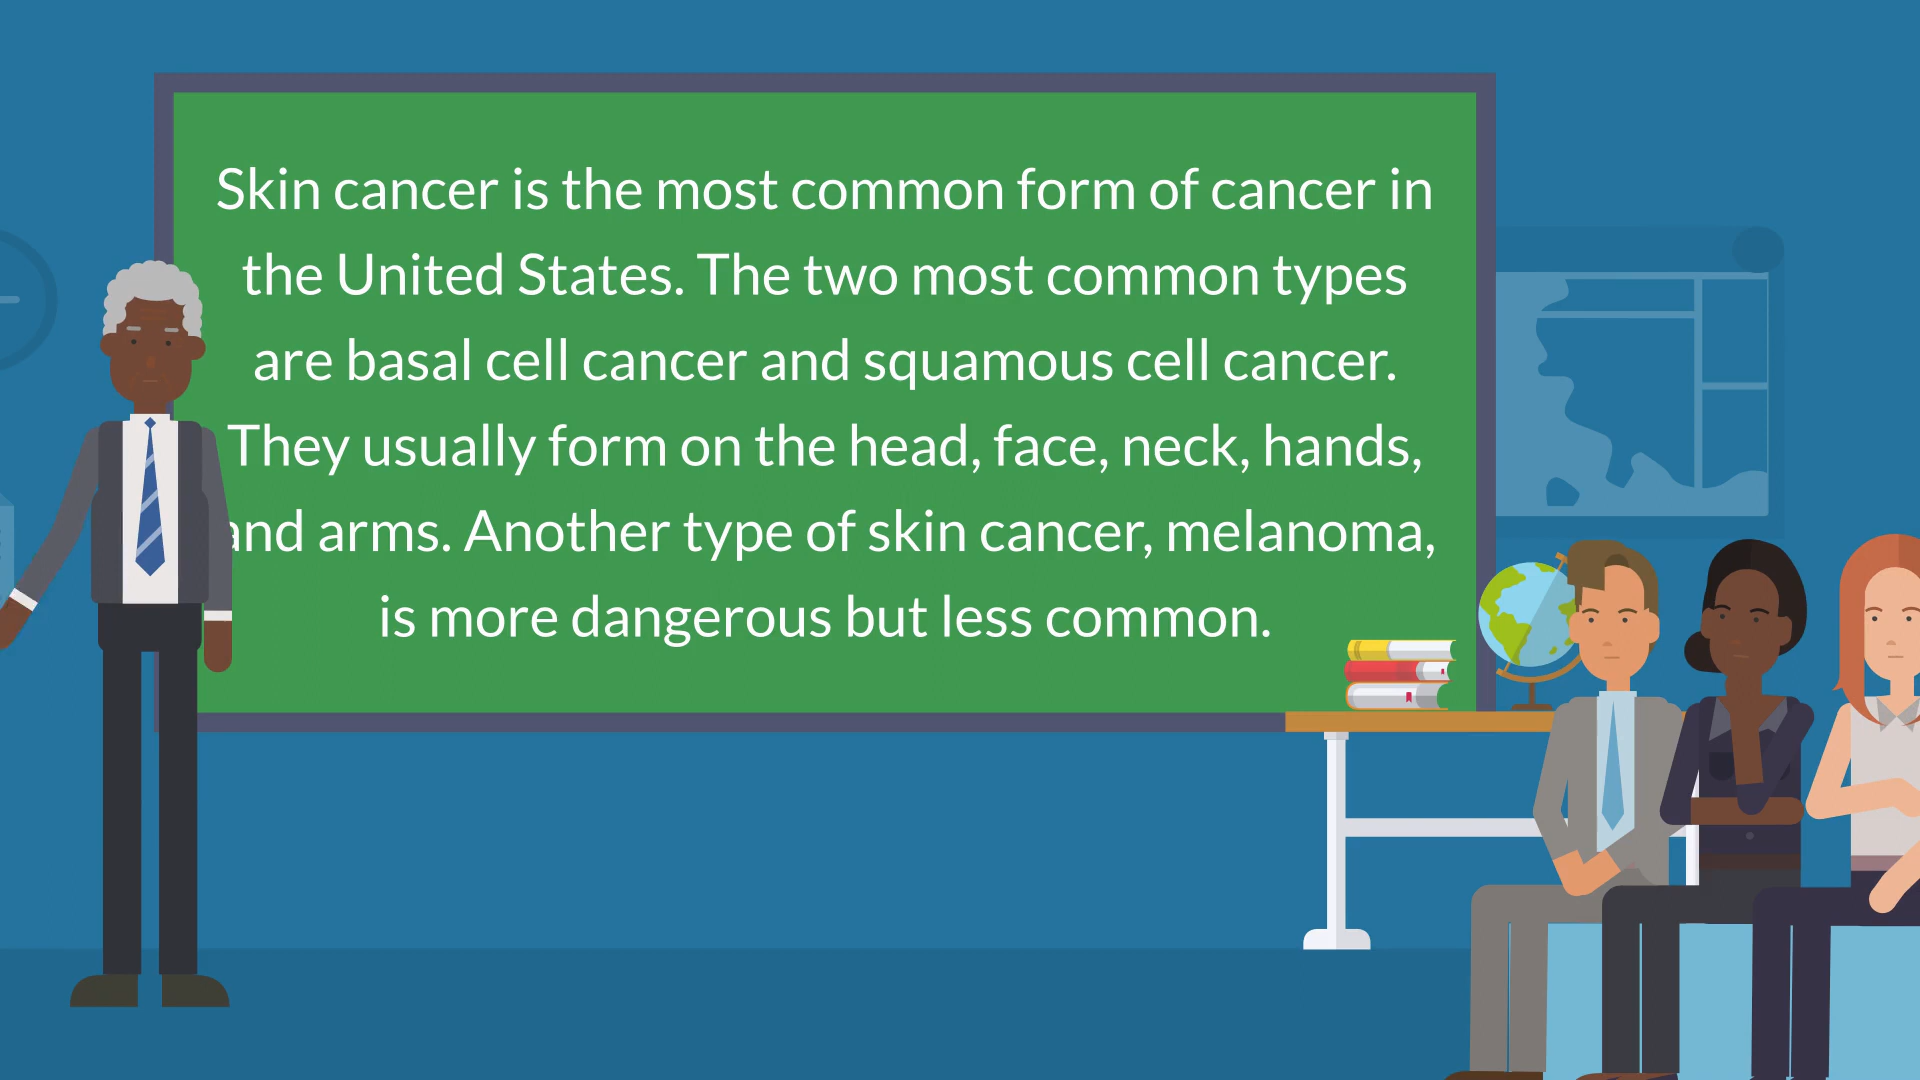 Skin cancer is the most common form of cancer in
the United States. The two most common types
are basal cell cancer and squamous cell cancer.
They usually form on the head, face, neck, hands,
and arms. Another type of skin cancer, melanoma,
is more dangerous but less common.